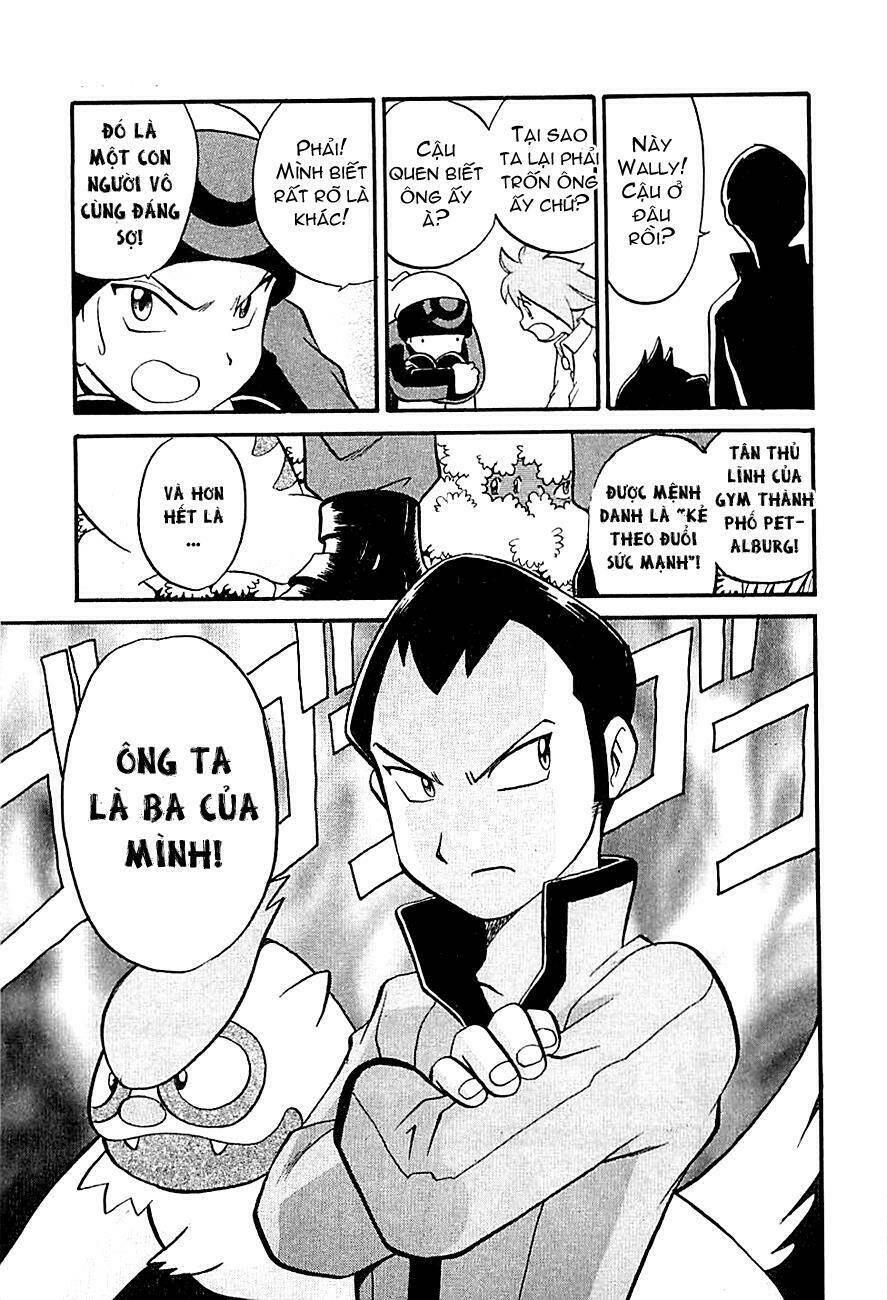 NÀY
WALLY!
CẬU Ở
ĐÂU
RỒI?
TẠI SAO
TA LẠI PHẢI
TRỐN ÔNG
ẤY CHỨ?
CẬU
QUEN BIẾT
ÔNG ẤY
À?
PHẢI!
MÌNH BIẾT
RẤT RÕ LÀ
KHÁC!
ĐÓ LÀ
MỘT CON
NGƯỜI VÔ
CÙNG ĐÁNG
SỢ!
TÂN THỦ
LĨNH CỦA
GYM THÀNH
PHỐ PET-
ALBURG!
ĐƯỢC MỆNH
DANH LÀ "KẺ
THEO ĐUỔI
SỨC MẠNH"!
VÀ HƠN
HẾT LÀ
...
ÔNG TA
LÀ BA CỦA
MÌNH!